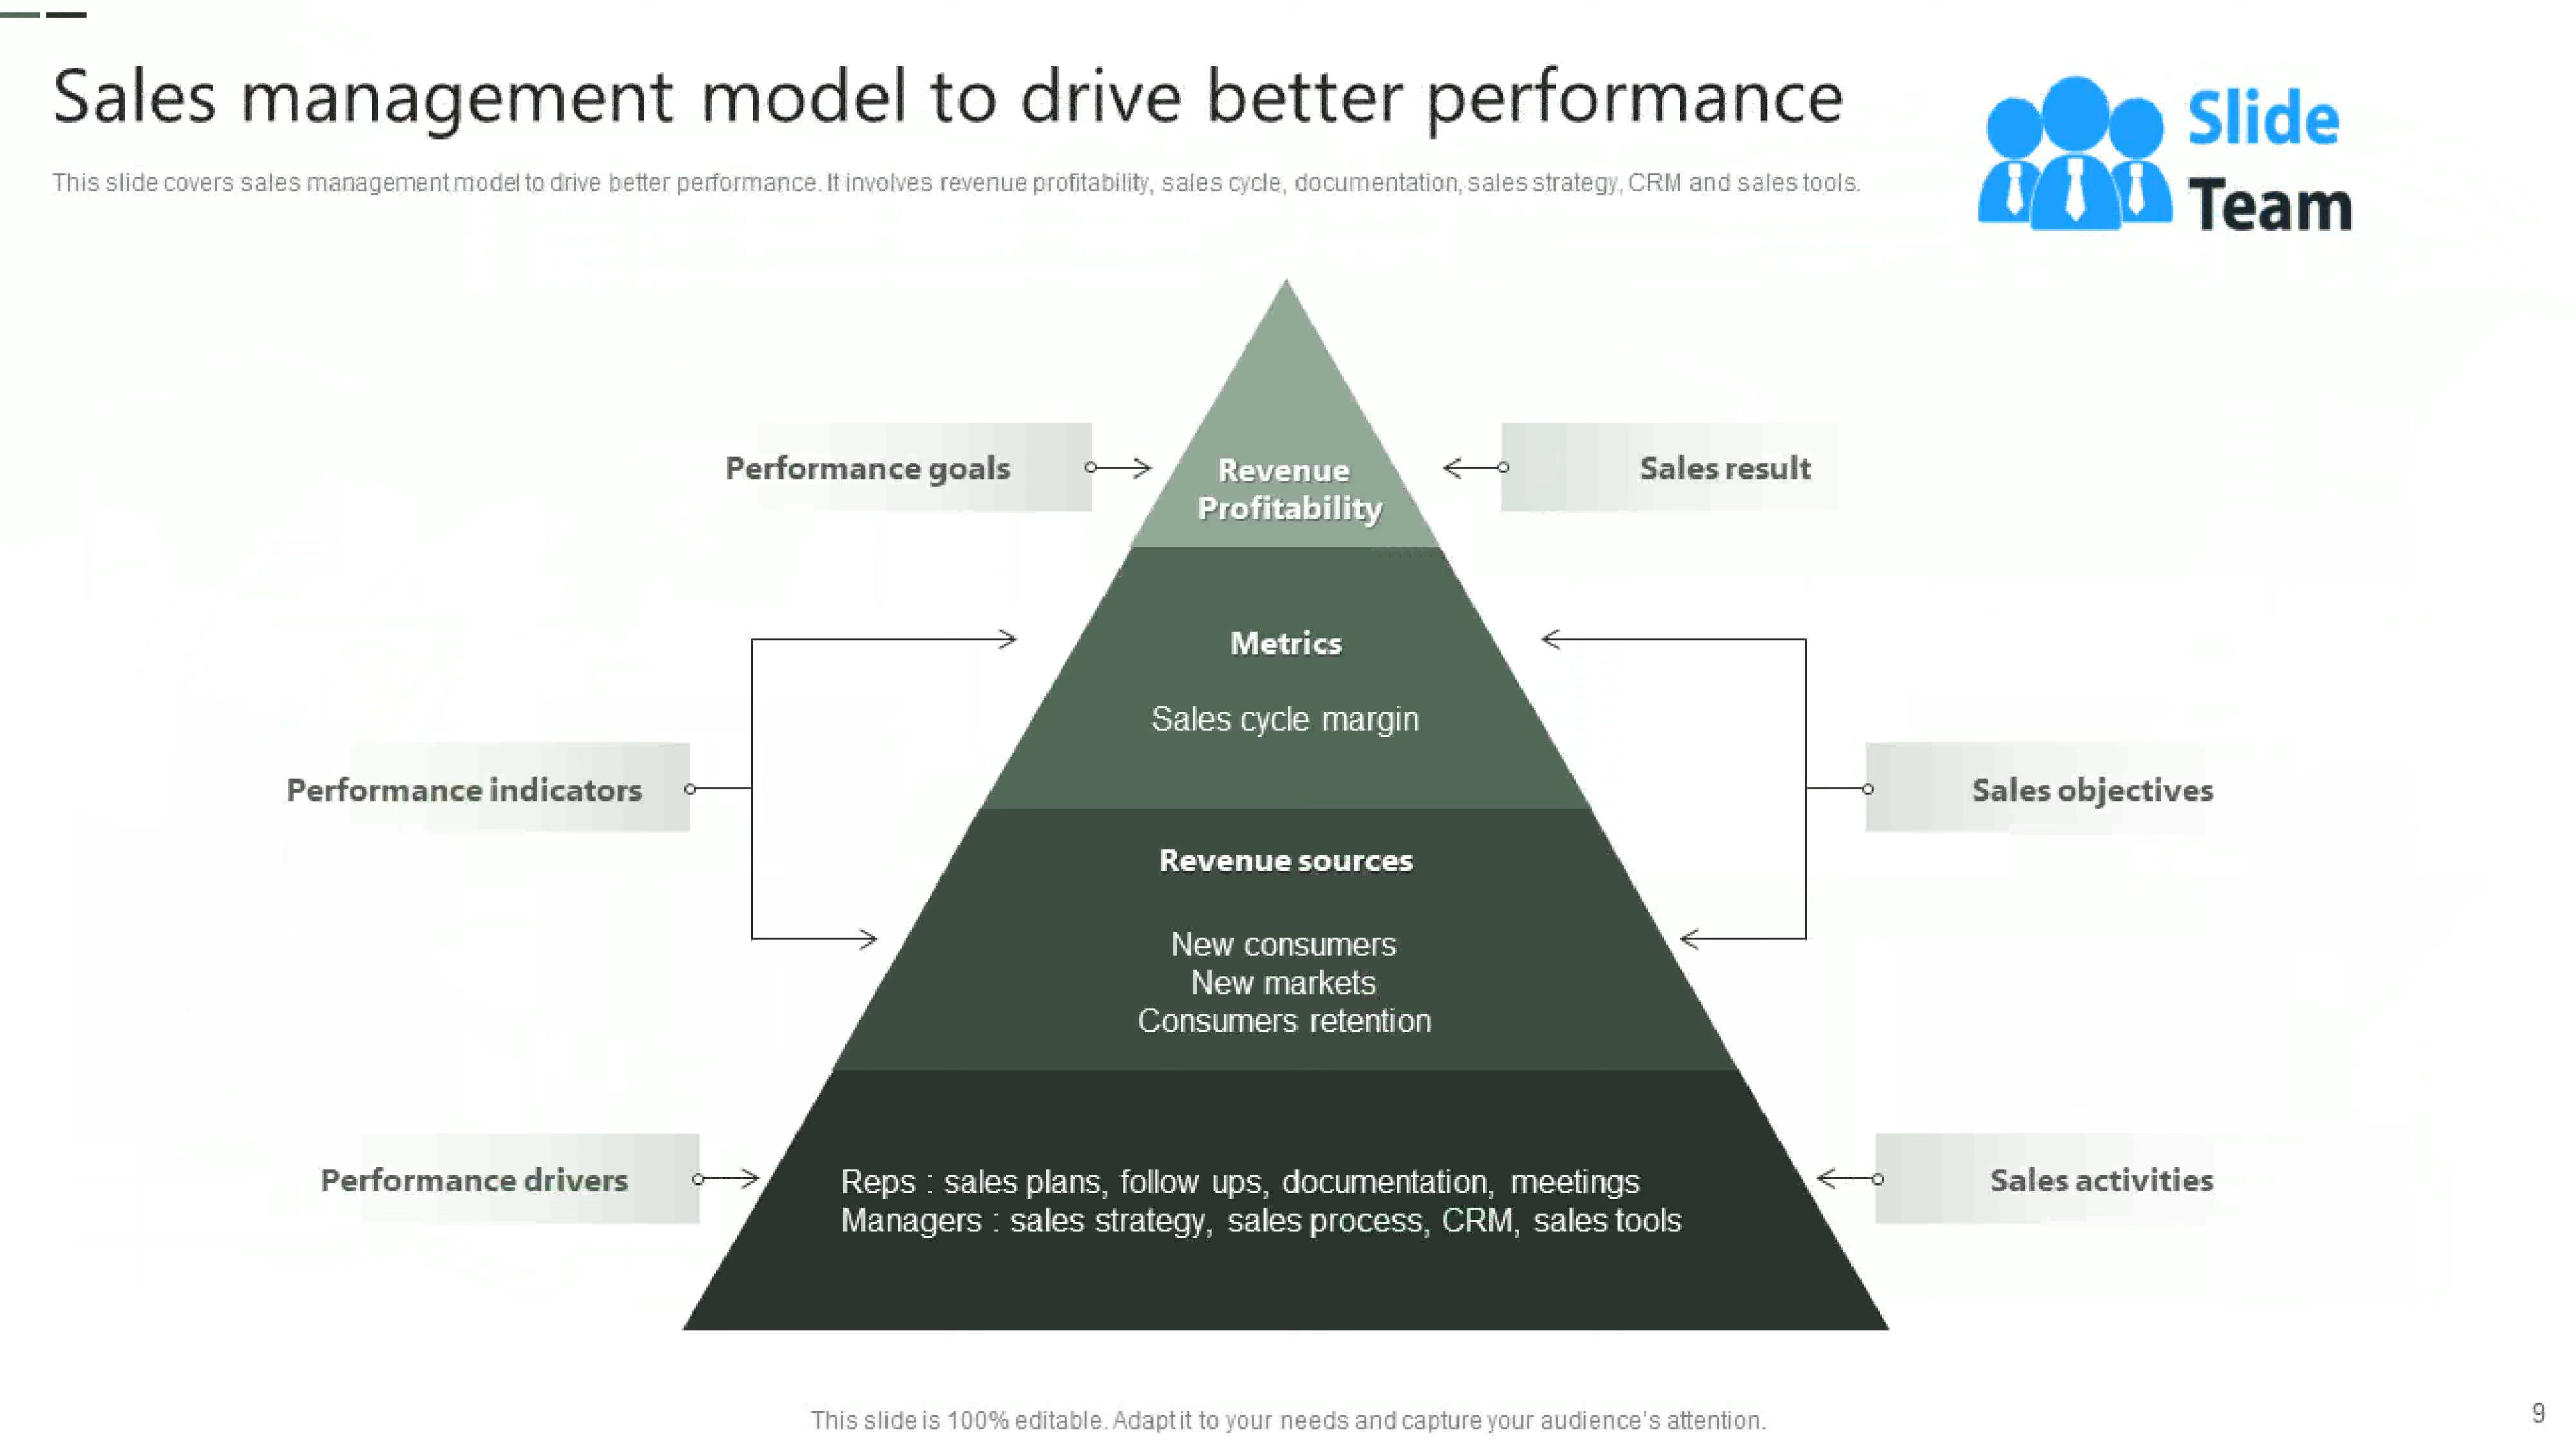 Sales management model to drive better performance
This slide covers sales management model to drive better performance. It involves revenue profitability, sales cycle, documentation, sales strategy, CRM and sales tools.
Slide
Team
Performance goals
Revenue
Profitability
Sales result
Metrics
Sales cycle margin
Performance indicators
Sales objectives
Revenue sources
New consumers
New markets
Consumers retention
Performance drivers
Reps : sales plans, follow ups, documentation, meetings
Managers : sales strategy, sales process, CRM, sales tools
Sales activities
This slide is 100% editable. Adapt it to your needs and capture your audience's attention.
9